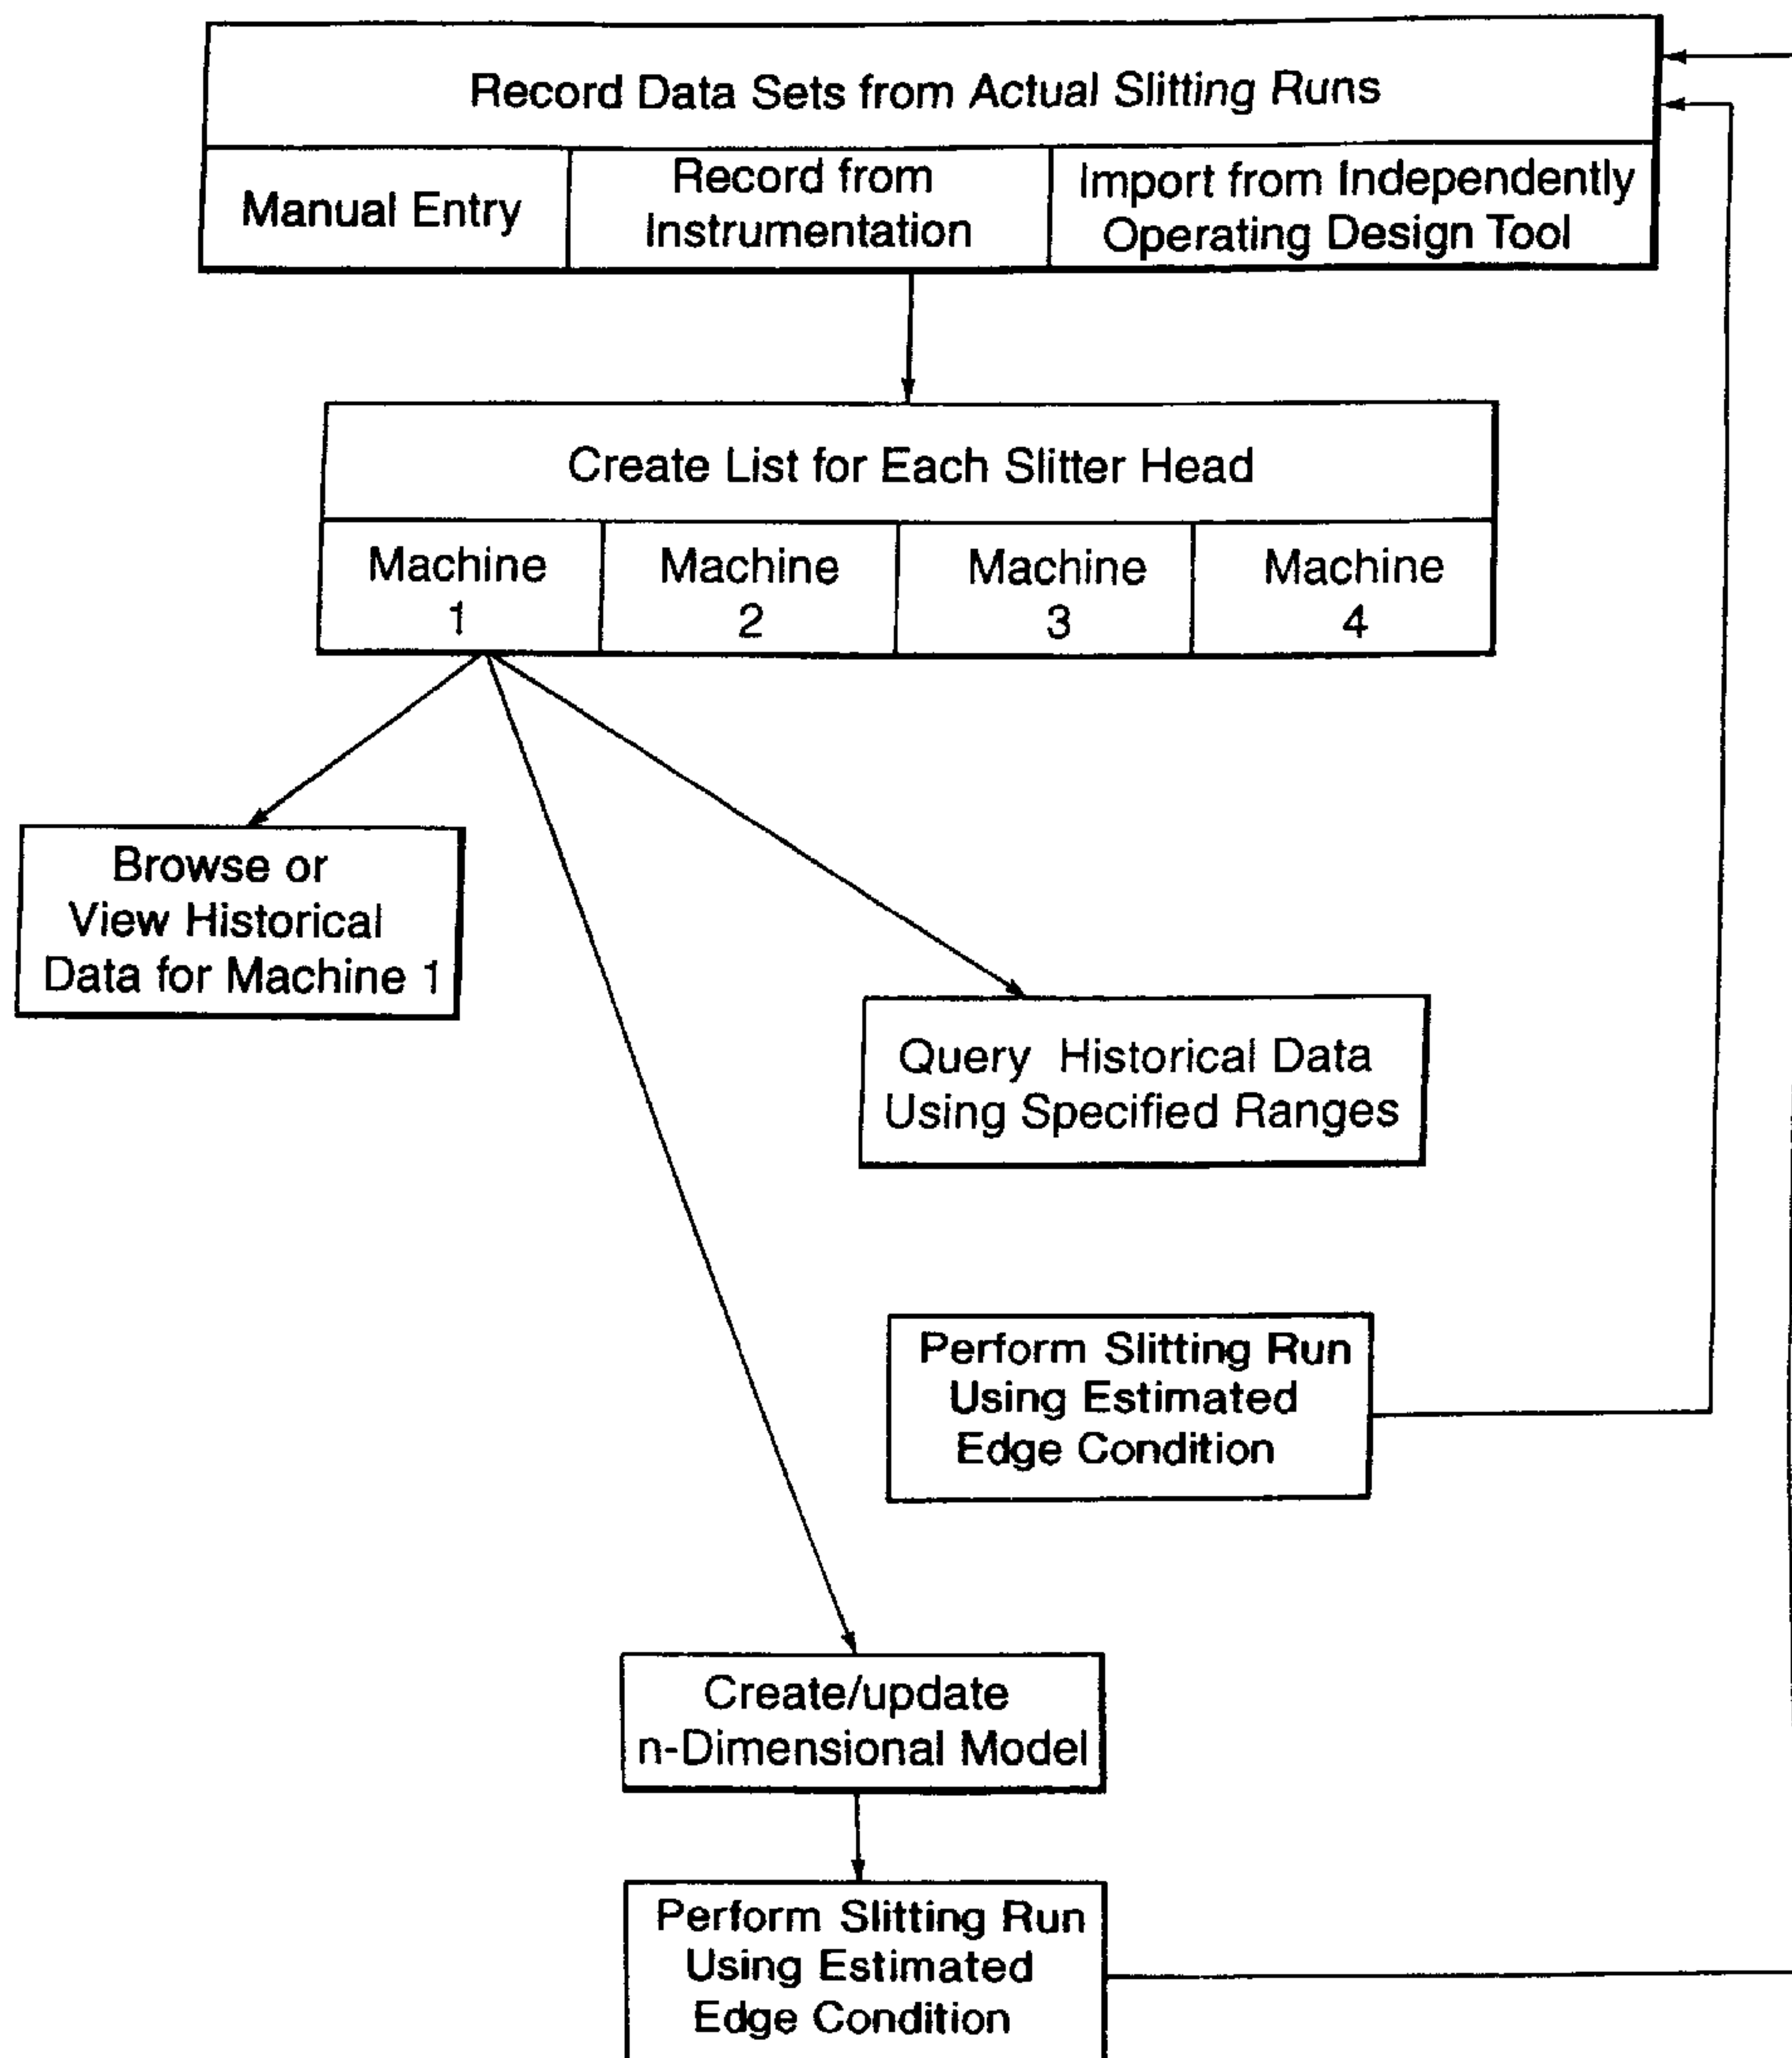 Record Data Sets from Actual Slitting Runs
Manual Entry
Record from
Instrumentation
Import from Independently
Operating Design Tool
Create List for Each Slitter Head
Machine
1
Machine
2
Machine
3
Machine
4
Browse or
View Historical
Data for Machine 1
Query Historical Data
Using Specified Ranges
Perform Slitting Run
Using Estimated
Edge Condition
Create/update
n-Dimensional Model
Perform Slitting Run
Using Estimated
Edge Condition